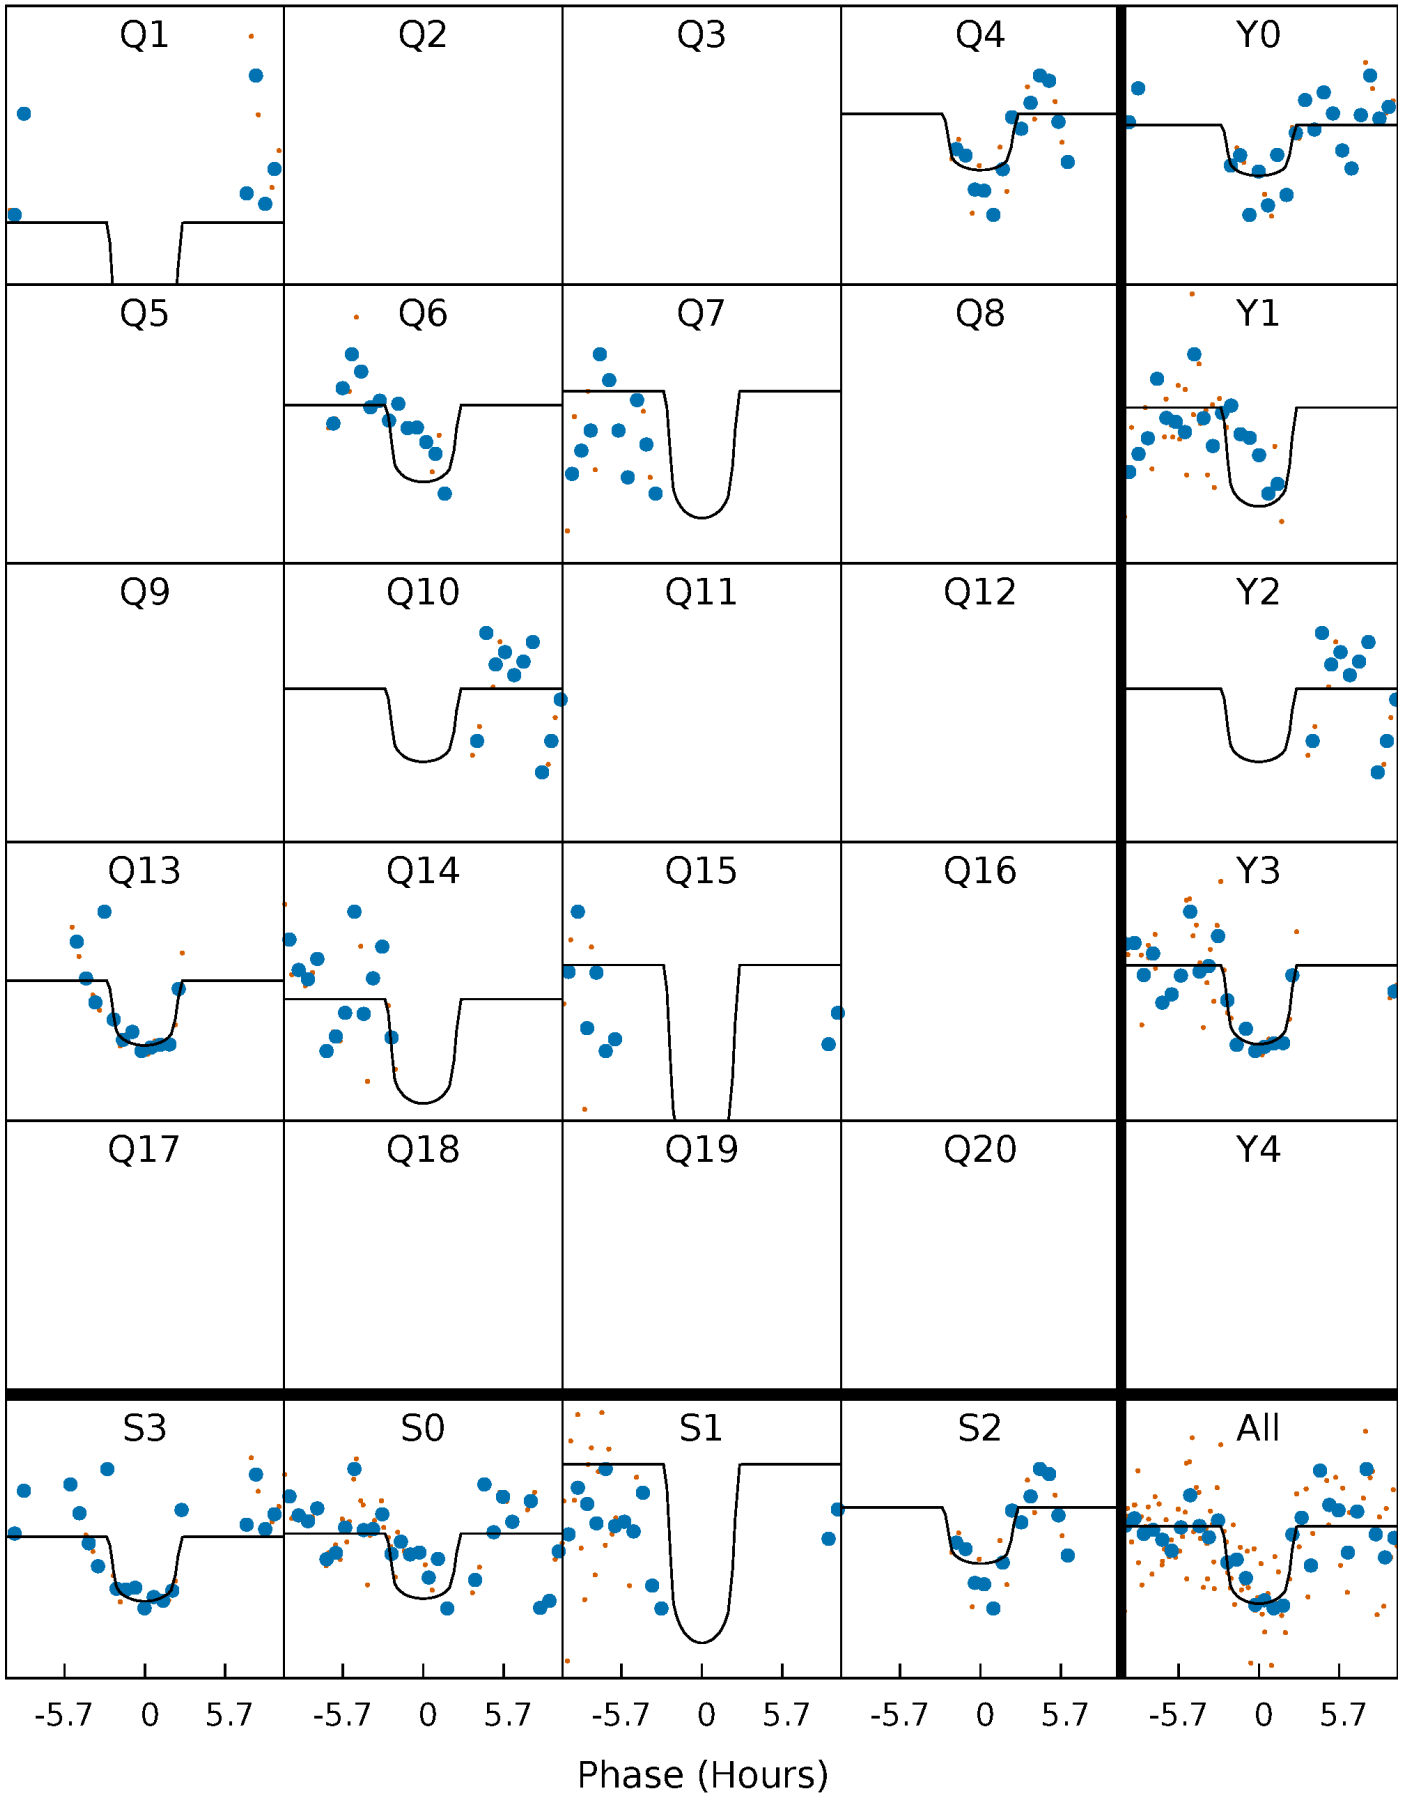 Q1 Q2 Q3 Q4 Y0
Q5 Q6 Q7 Q8 Y1
Q9 Q10 Q11 Q12 Y2
Q13 Q14 Q15 Q16 Y3
Q17 Q18 Q19 Q20 Y4
S3 S0 S1 S2 All
-5.7 0 5.7 -5.7 0 5.7 -5.7 0 5.7 -5.7 0 5.7 -5.7 0 5.7
Phase (Hours)